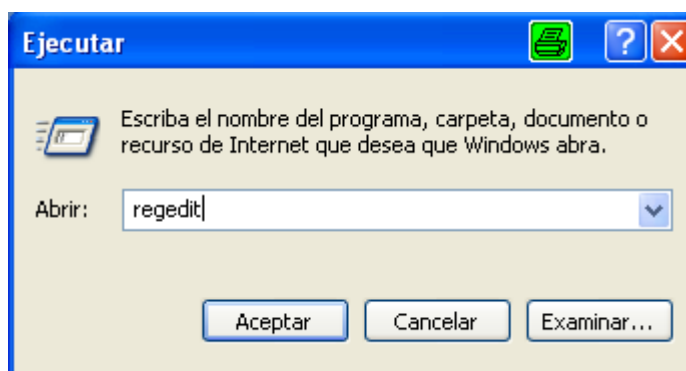 Ejecutar
Escriba el nombre del programa, carpeta, documento o
recurso de Internet que desea que Windows abra.
Abrir: regedit
Aceptar Cancelar Examinar...